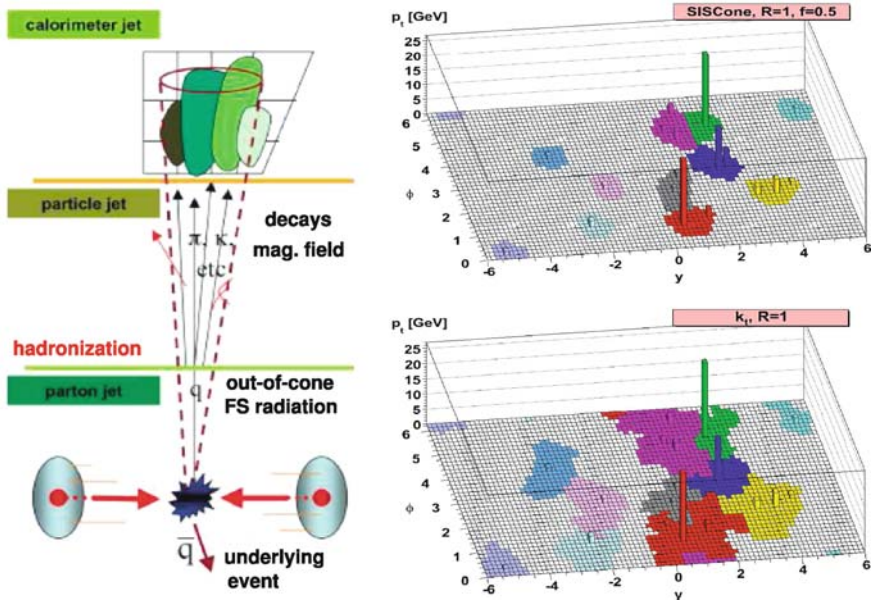 calorimeter jet
particle jet
decays
mag. field
π, κ,
etc
hadronization
parton jet
q
out-of-cone
FS radiation
q̅
underlying
event
p_t [GeV]
SISCone, R=1, f=0.5
25
20
15
10
5
0
6
5
4
3
2
1
0
ϕ
-6
-4
-2
0
2
4
6
y
p_t [GeV]
k_t, R=1
25
20
15
10
5
0
6
5
4
3
2
1
0
ϕ
-6
-4
-2
0
2
4
6
y